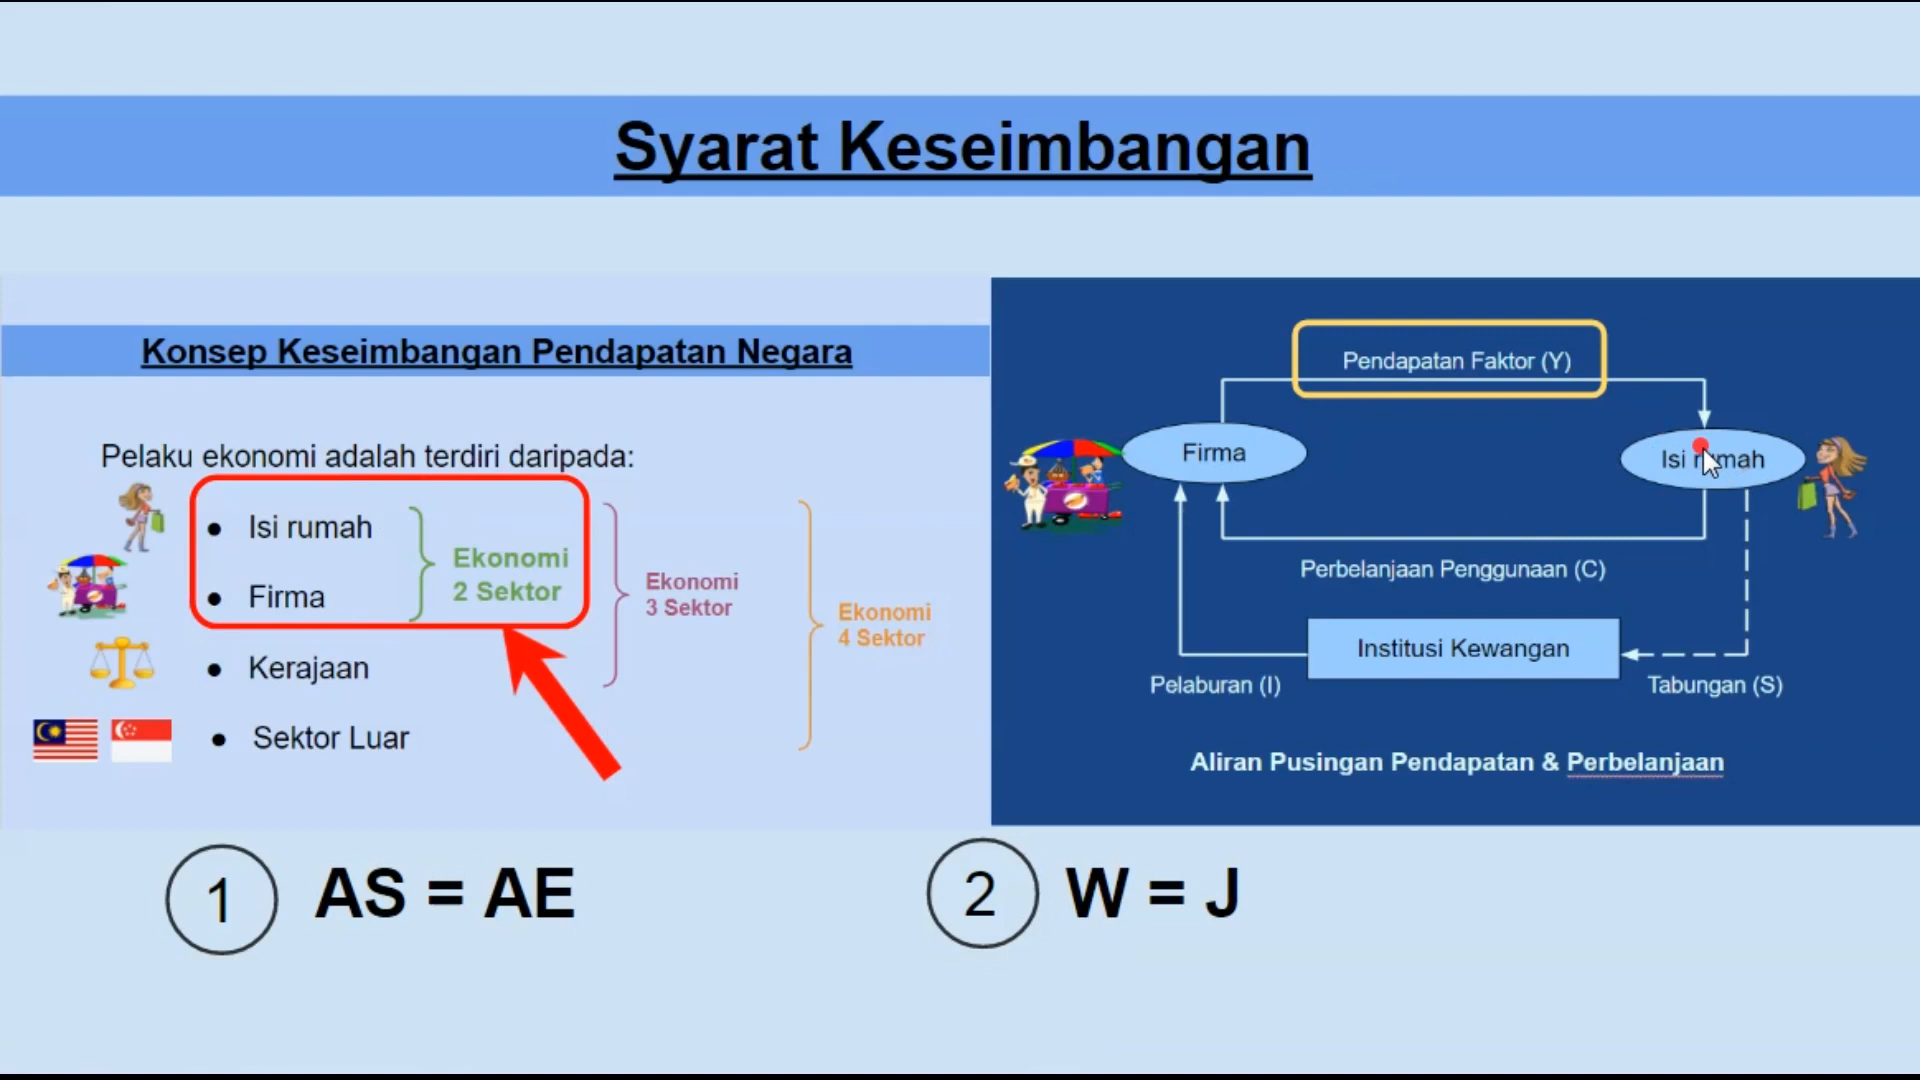 Syarat Keseimbangan
Konsep Keseimbangan Pendapatan Negara
Pelaku ekonomi adalah terdiri daripada:
● Isi rumah
● Firma
● Kerajaan
● Sektor Luar
Ekonomi
2 Sektor
Ekonomi
3 Sektor
Ekonomi
4 Sektor
Pendapatan Faktor (Y)
Firma
Isi rumah
Perbelanjaan Penggunaan (C)
Institusi Kewangan
Pelaburan (I)
Tabungan (S)
Aliran Pusingan Pendapatan & Perbelanjaan
1 AS = AE
2 W = J